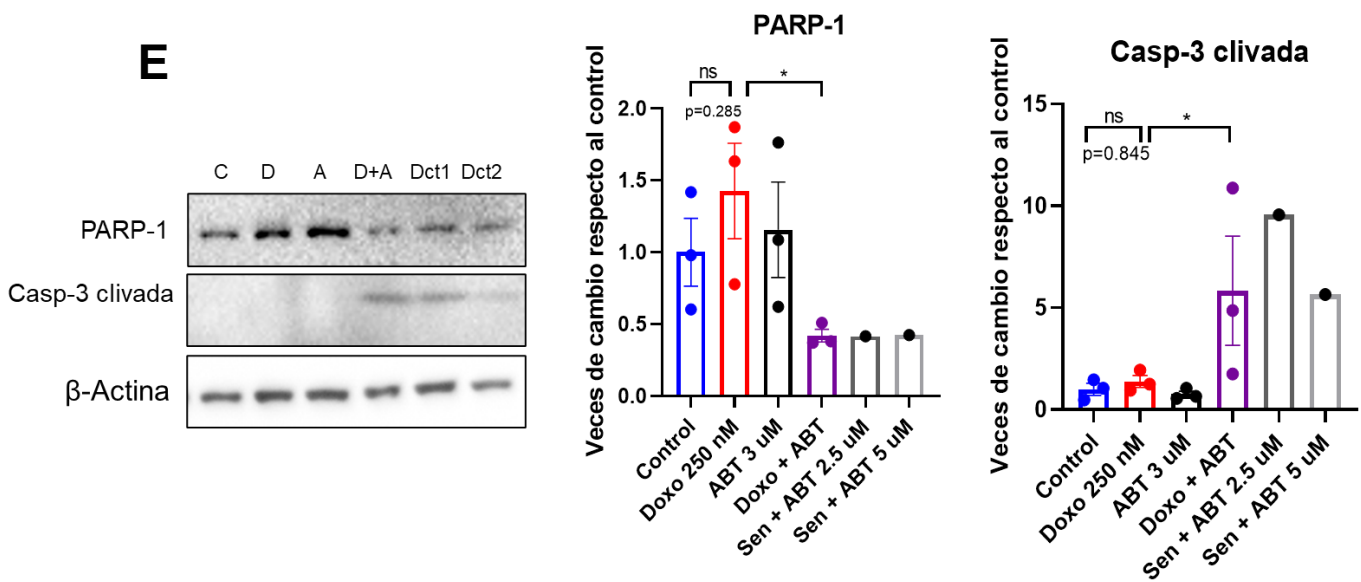 E
C D A D+A Dct1 Dct2
PARP-1
Casp-3 clivada
β-Actina
PARP-1
Veces de cambio respecto al control
2.0
1.5
1.0
0.5
0.0
ns
*
p=0.285
Control
Doxo 250 nM
ABT 3 uM
Doxo + ABT
Sen + ABT 2.5 uM
Sen + ABT 5 uM
Casp-3 clivada
Veces de cambio respecto al control
15
10
5
0
ns
*
p=0.845
Control
Doxo 250 nM
ABT 3 uM
Doxo + ABT
Sen + ABT 2.5 uM
Sen + ABT 5 uM